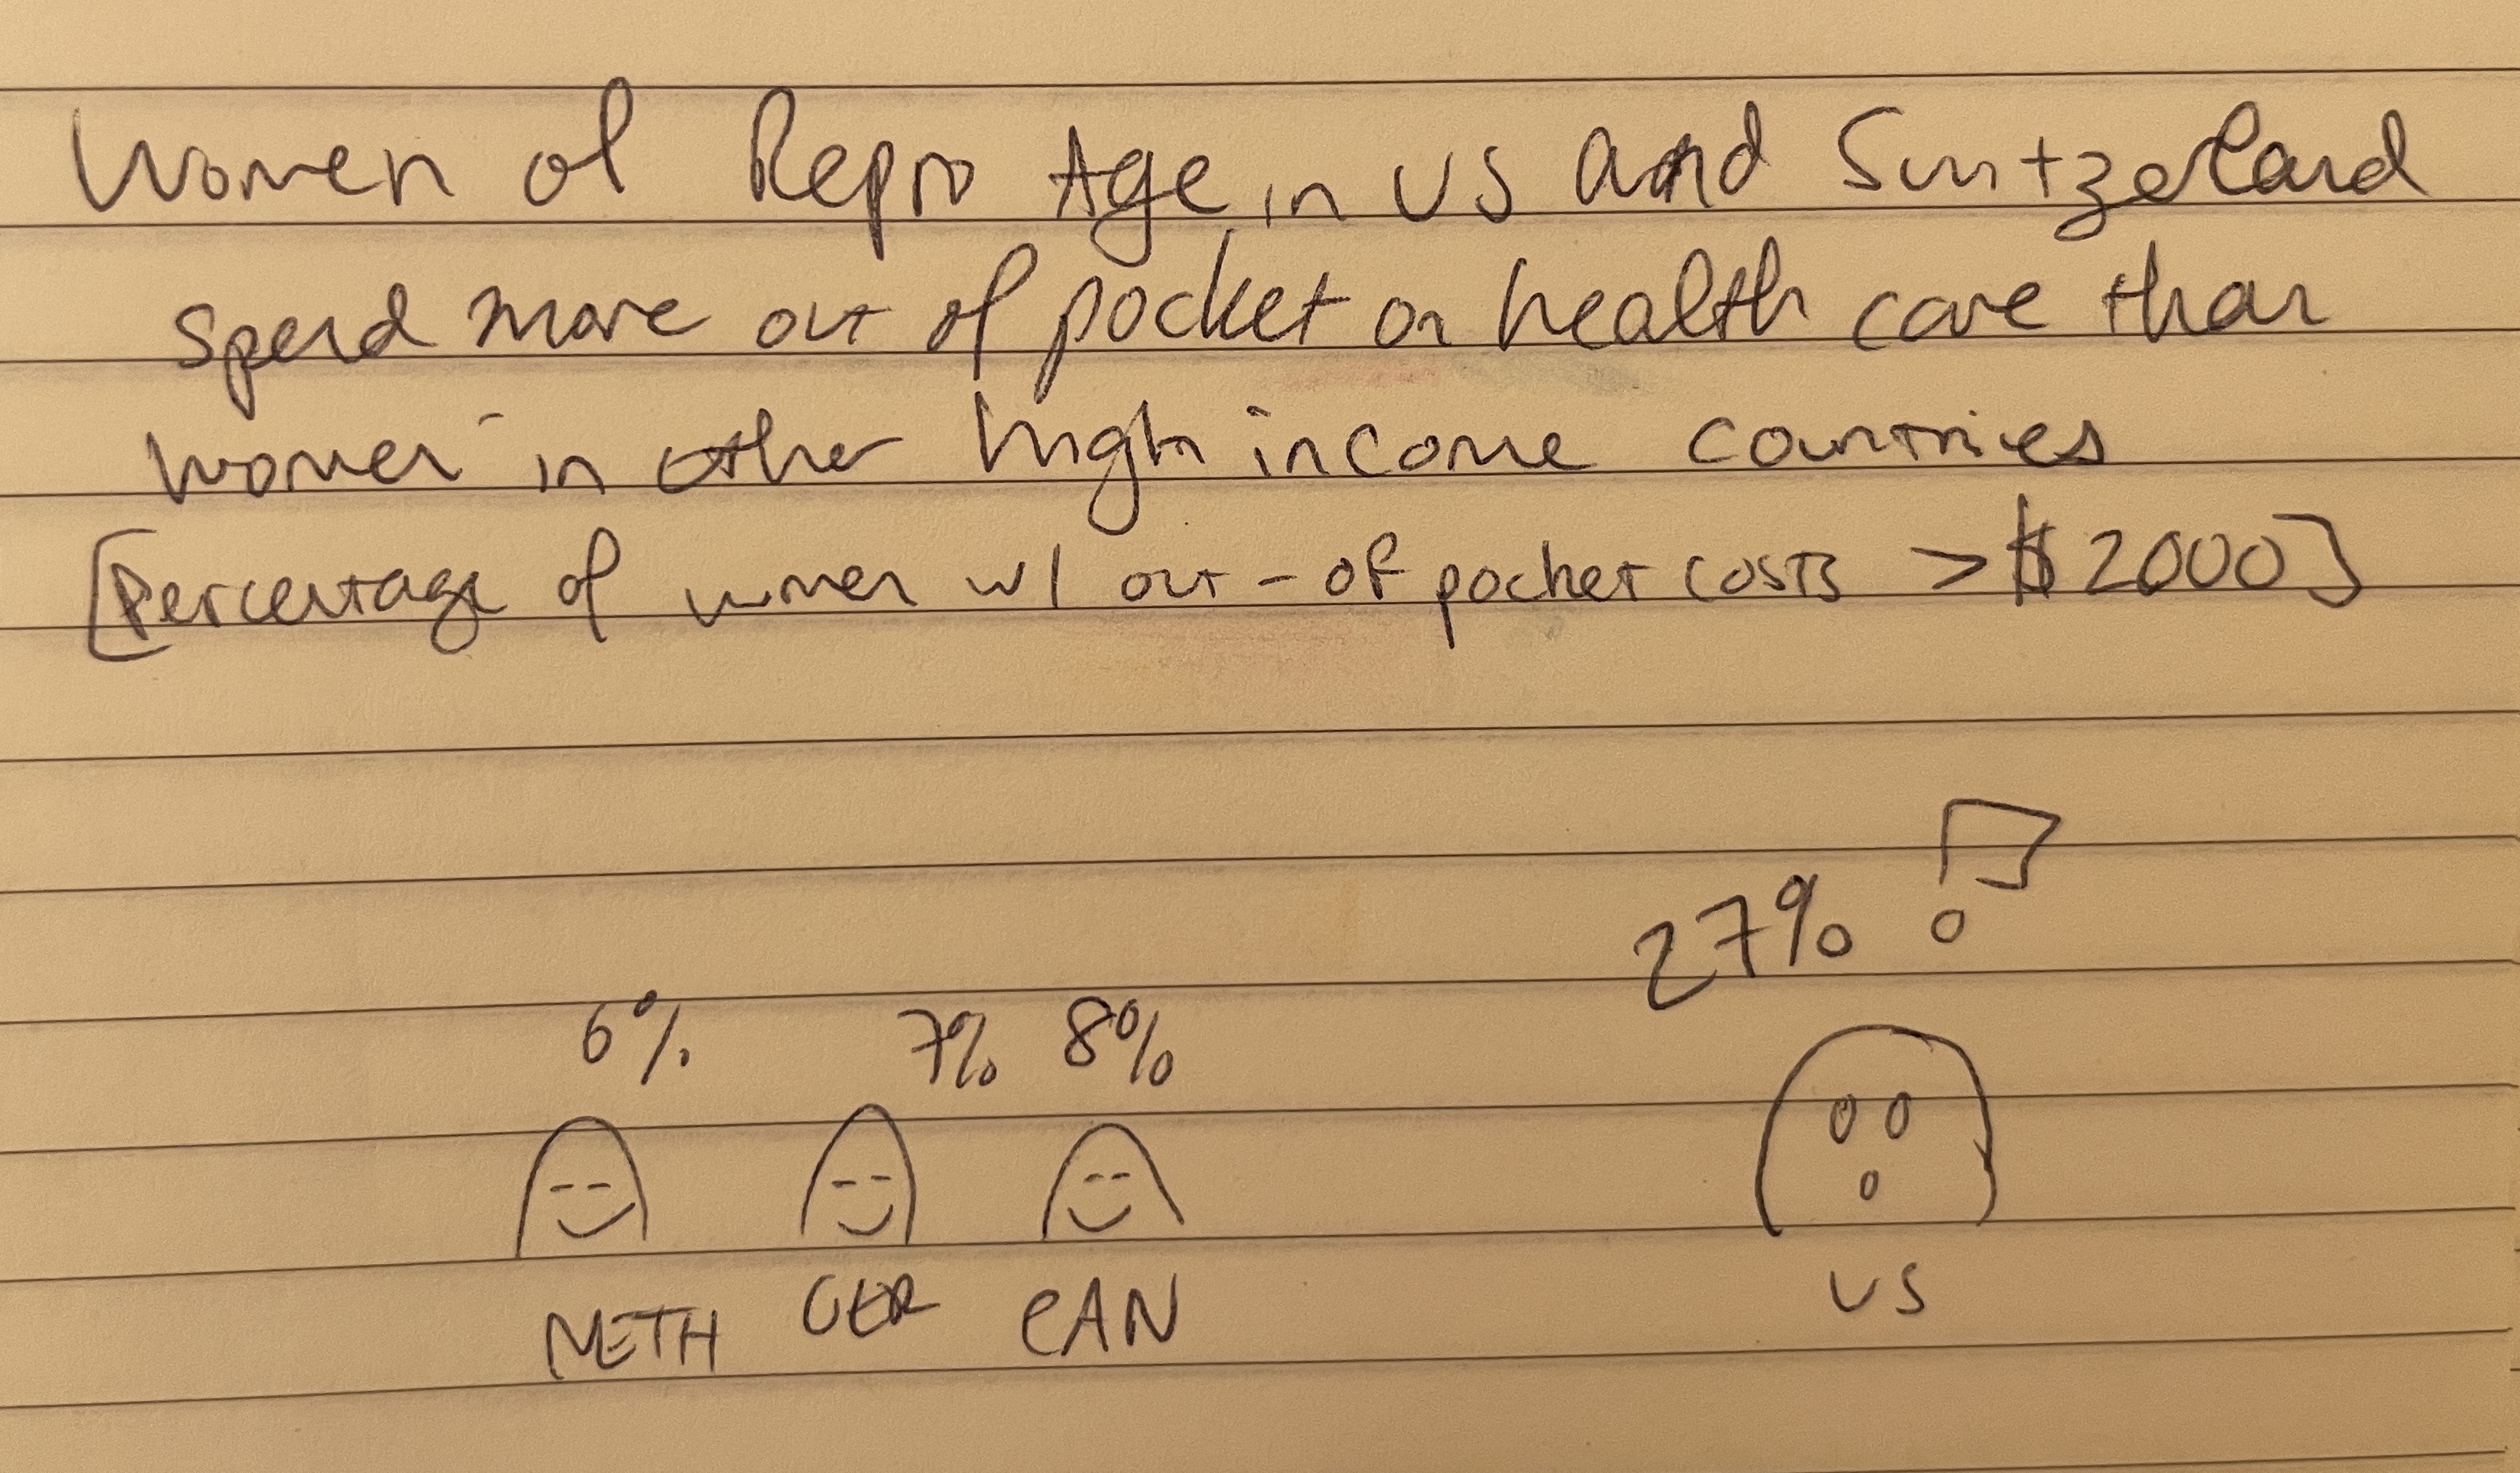 Women of Repro Age in US and Switzerland
spend more out of pocket on health care than
women in other high income countries
[Percentage of women w/ out-of pocket costs > $2000]
27% ?
6% 7% 8%
NETH GER CAN US